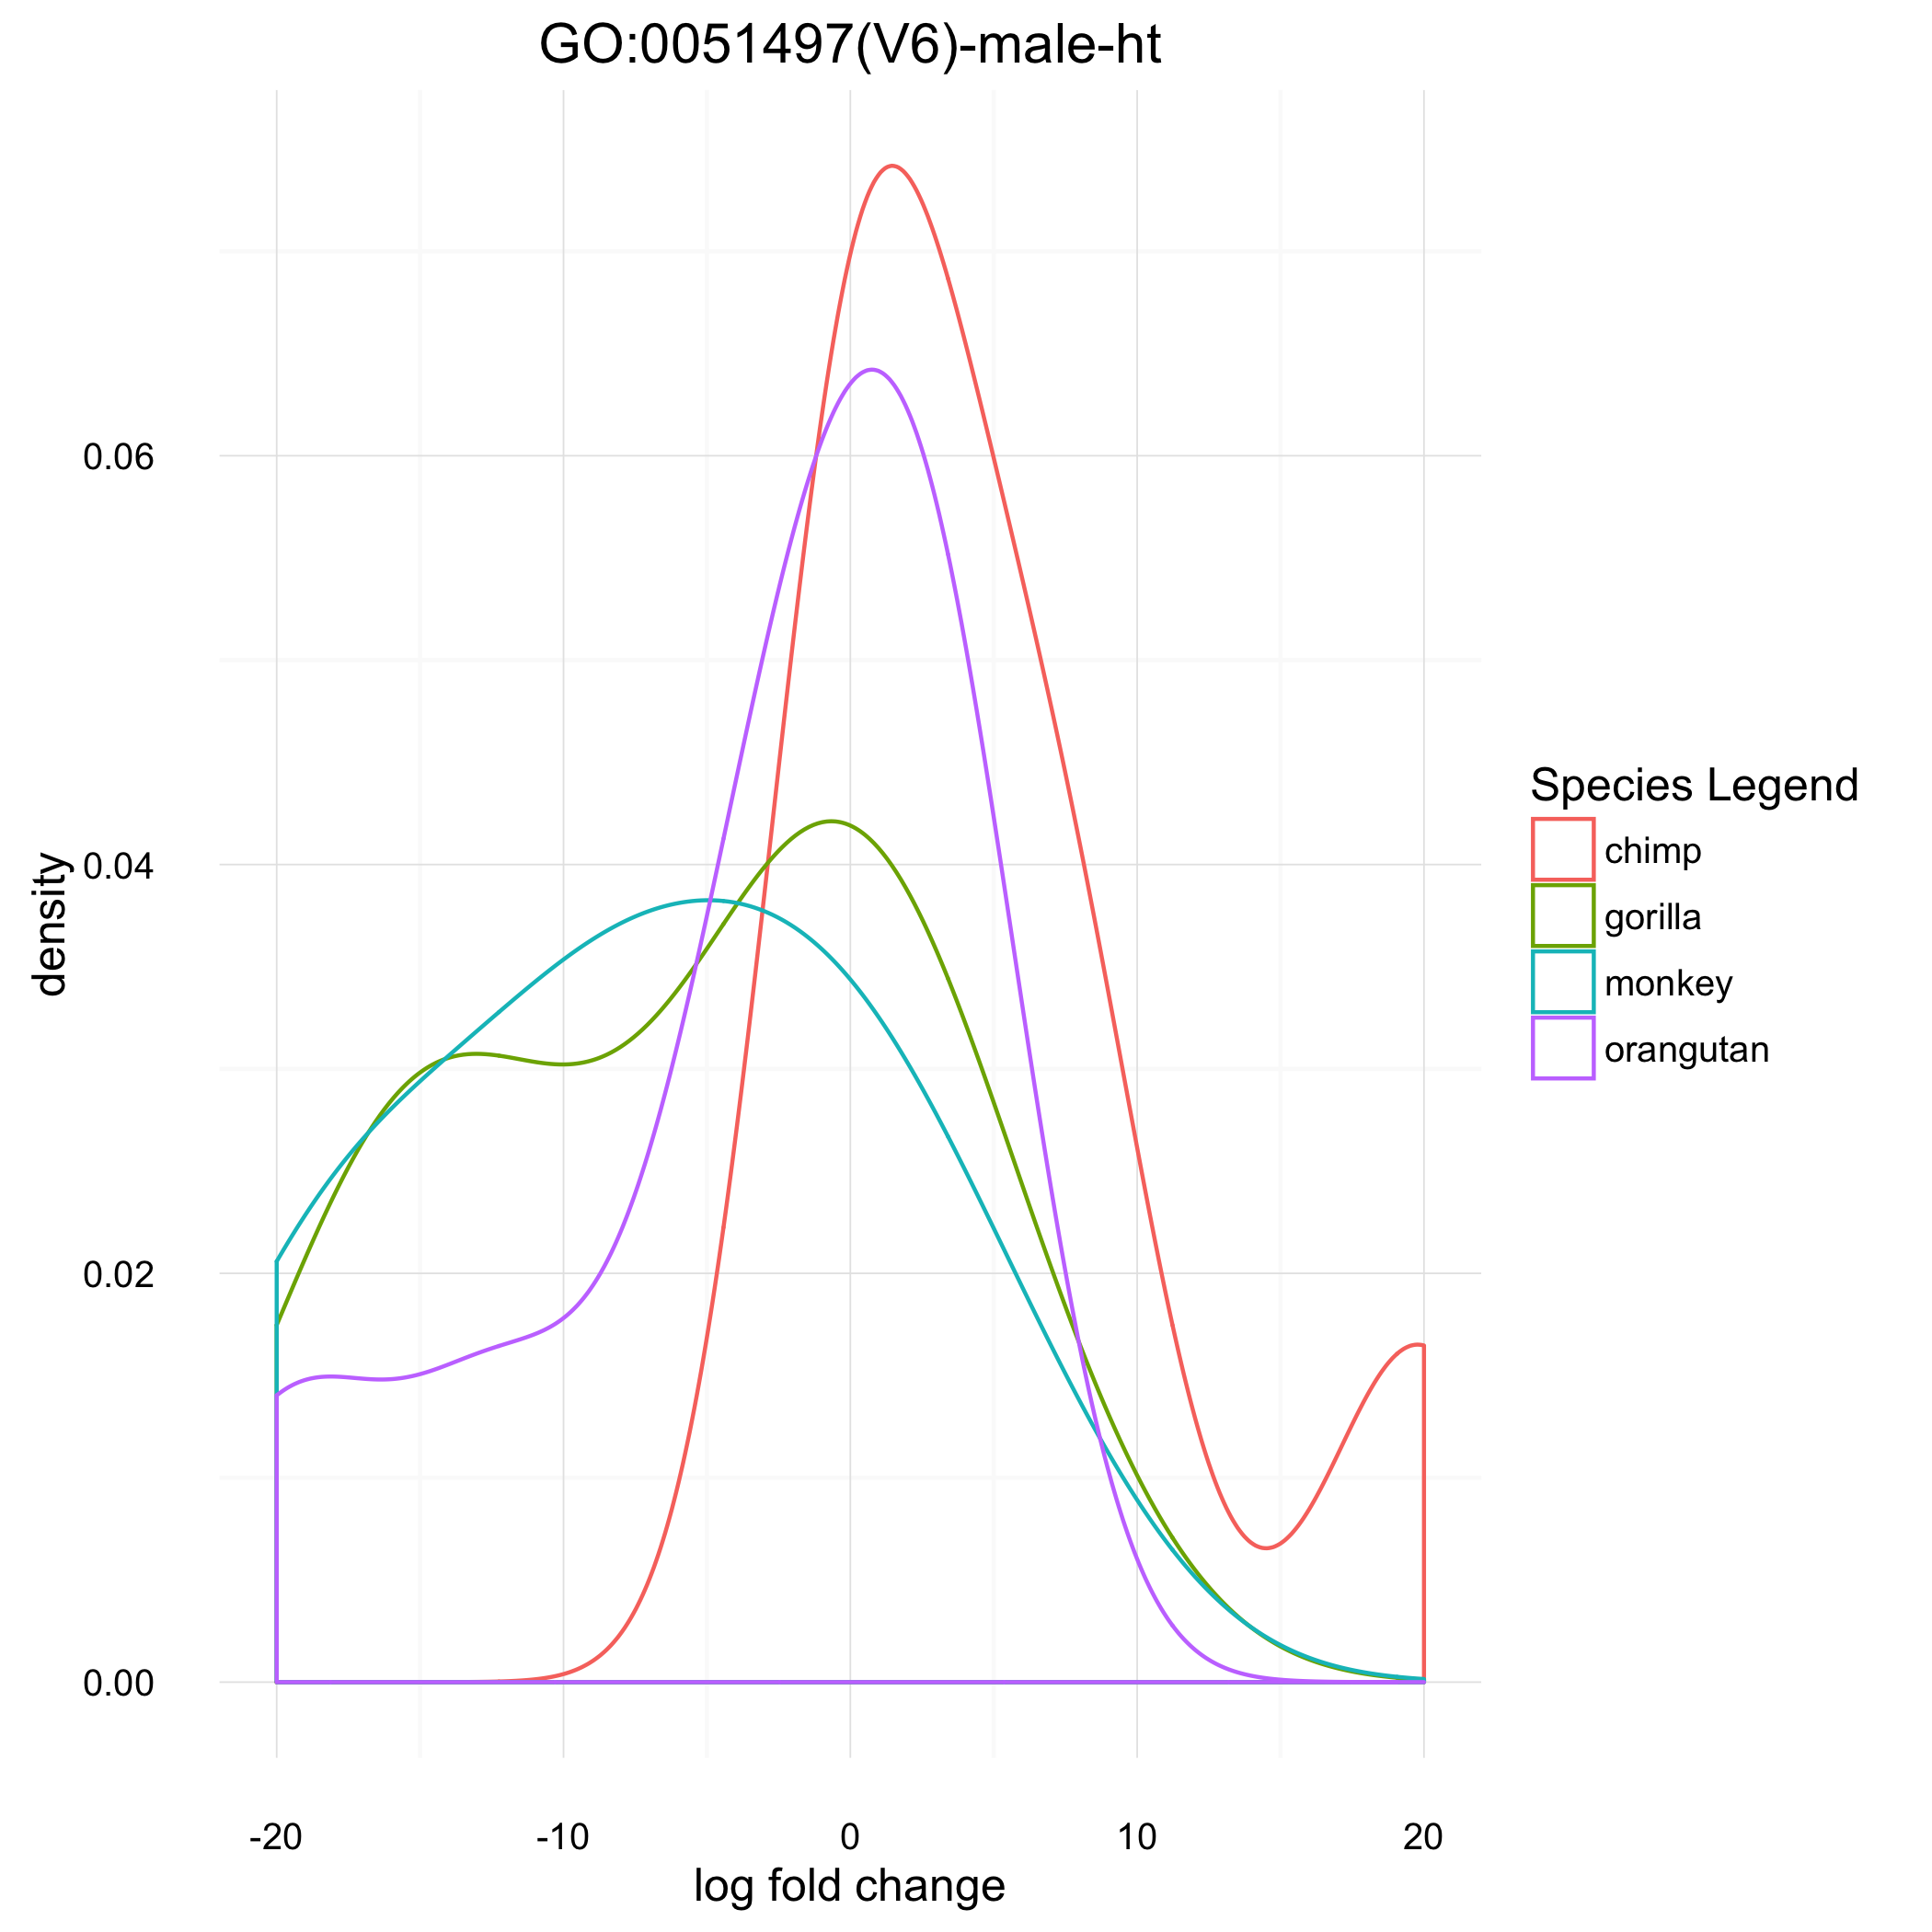 GO:0051497(V6)-male-ht
0.06
0.04
0.02
0.00
density
-20 -10 0 10 20
log fold change
Species Legend
chimp
gorilla
monkey
orangutan